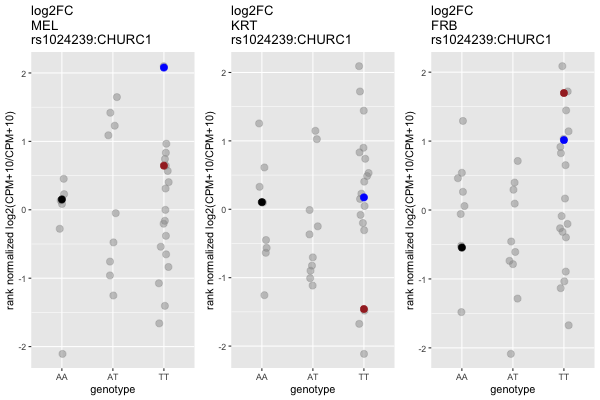 log2FC
MEL
rs1024239:CHURC1
rank normalized log2(CPM+10/CPM+10)
2
1
0
-1
-2
AA
AT
TT
genotype
log2FC
KRT
rs1024239:CHURC1
rank normalized log2(CPM+10/CPM+10)
2
1
0
-1
-2
AA
AT
TT
genotype
log2FC
FRB
rs1024239:CHURC1
rank normalized log2(CPM+10/CPM+10)
2
1
0
-1
-2
AA
AT
TT
genotype